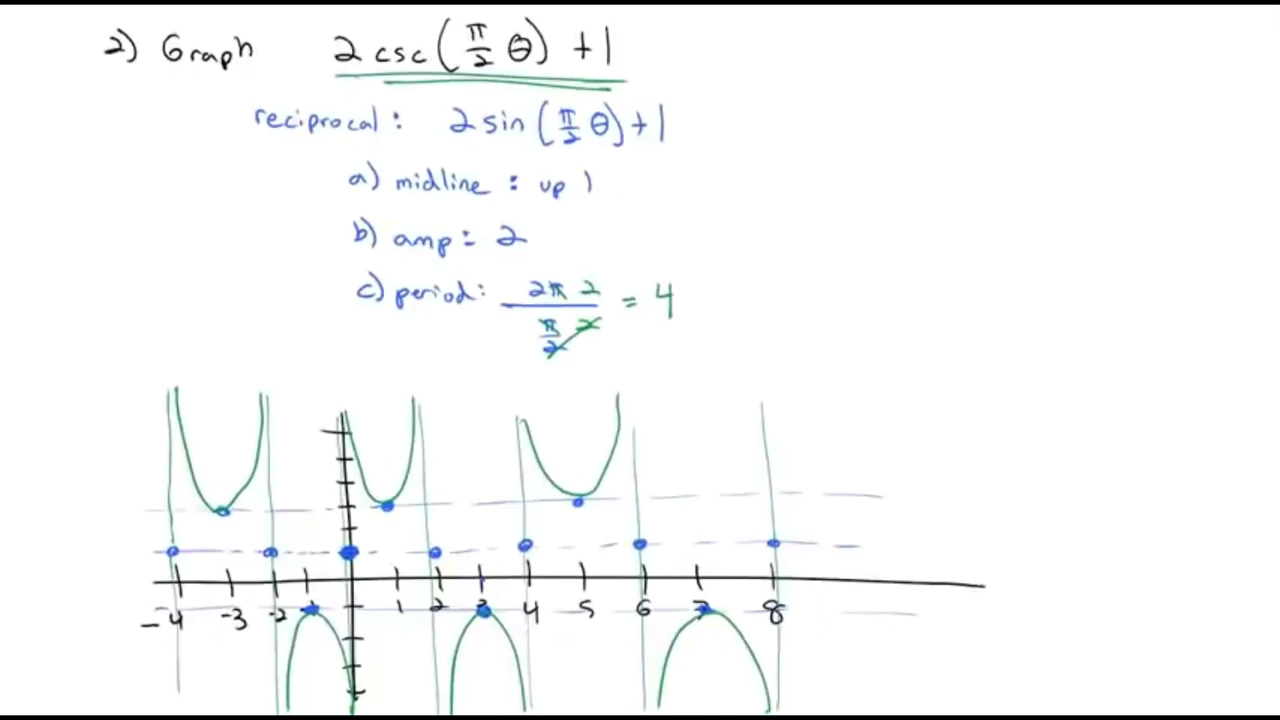 2) Graph 2 csc(π/2 θ) + 1
reciprocal: 2 sin(π/2 θ) + 1
a) midline : up 1
b) amp : 2
c) period: 2π 2 / π/2 2 = 4
-4 -3 -2 1 2 3 4 5 6 7 8